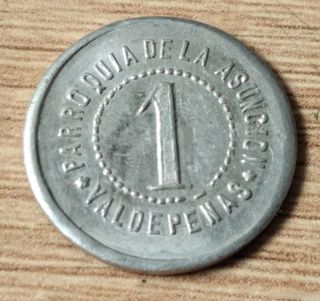 PARROQUIA DE LA ASUNCION
1
* VALDEPEÑAS *